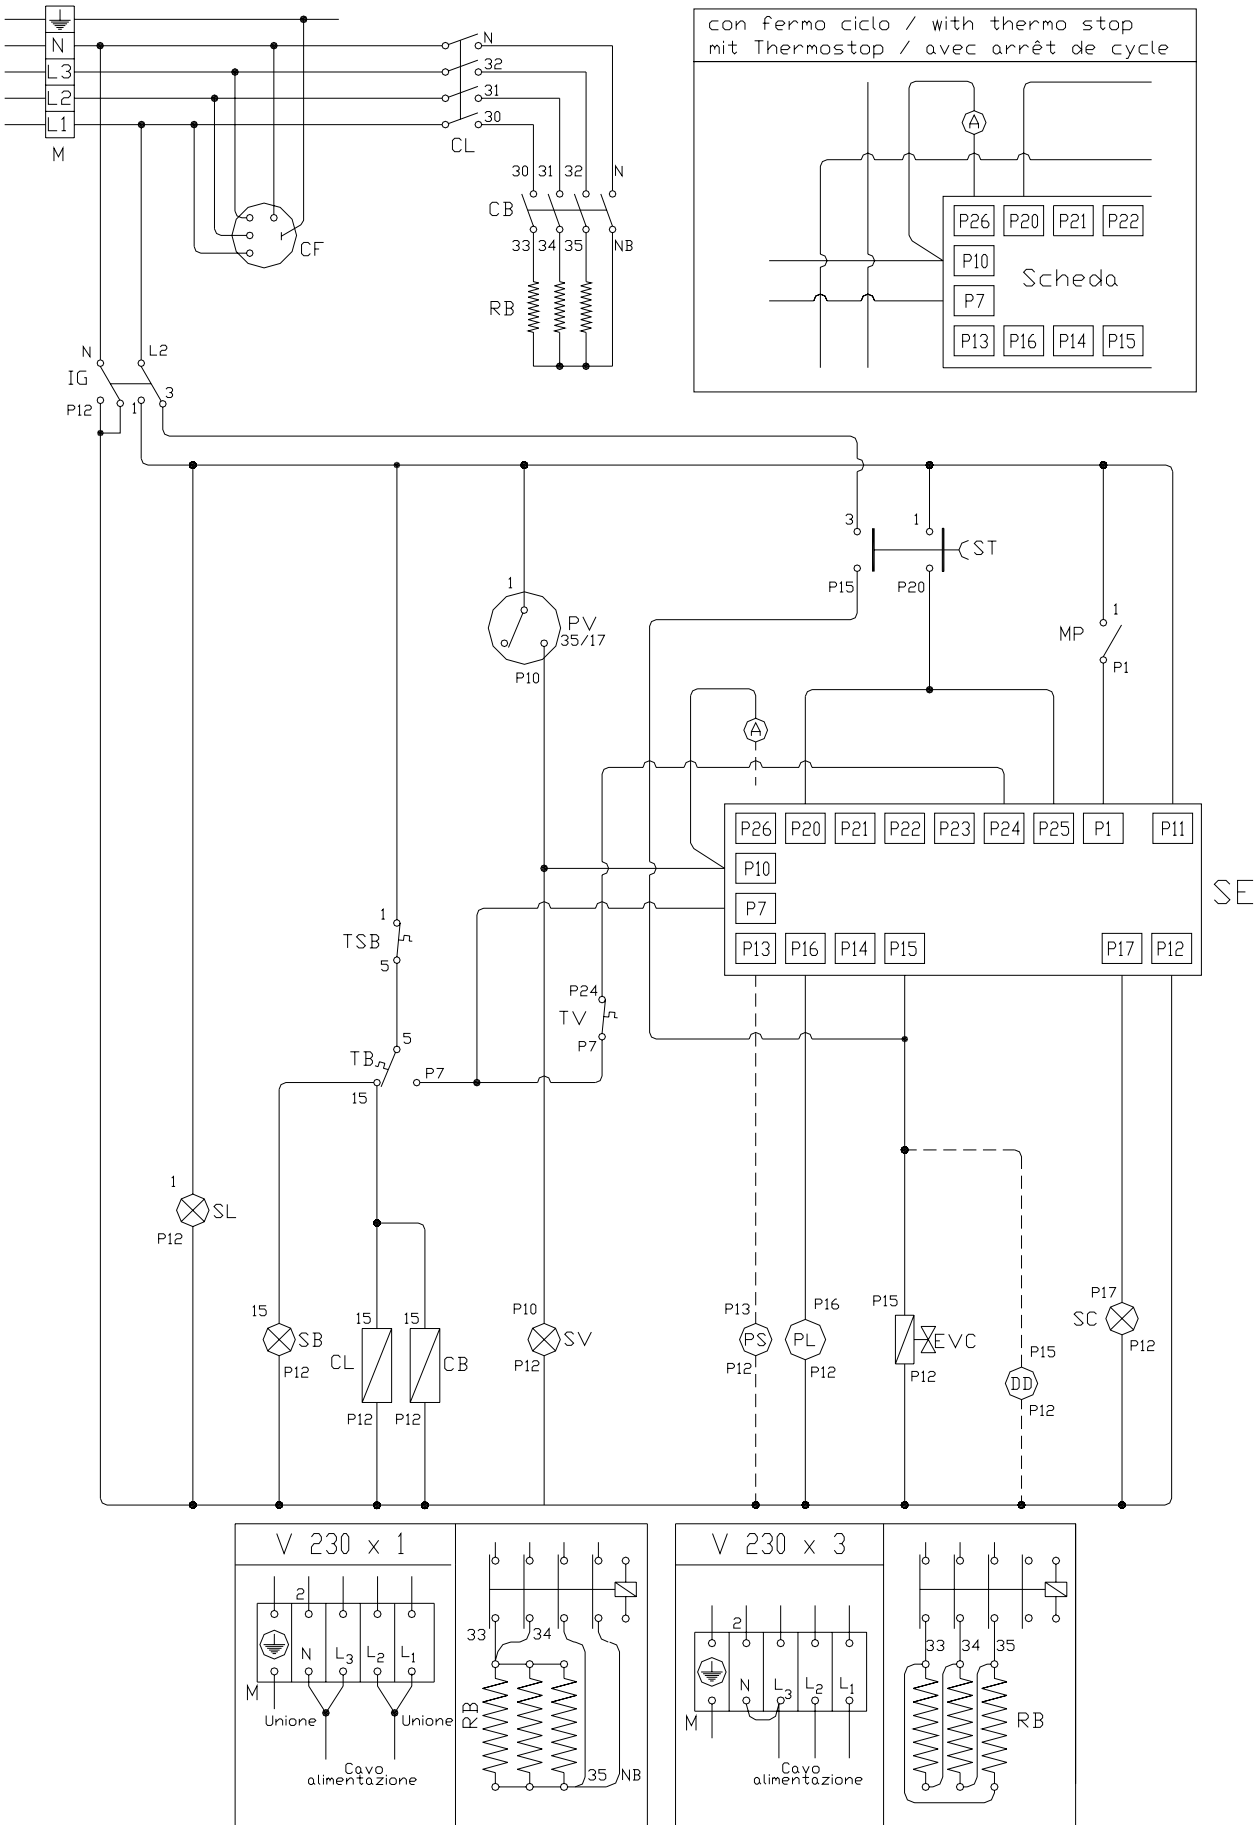 con fermo ciclo / with thermo stop
mit Thermostop / avec arrêt de cycle
N
L3
L2
L1
M
N
32
31
30
CL
30 31 32 N
CB
33 34 35 NB
RB
CF
A
P26 P20 P21 P22
P10
Scheda
P7
P13 P16 P14 P15
N L2
IG
3
P12 1
3 1
ST
P15 P20
1
PV
35/17
P10
1
MP
P1
A
P26 P20 P21 P22 P23 P24 P25 P1 P11
P10
SE
P7
P13 P16 P14 P15 P17 P12
1
TSB
5
P24
TV
P7
5
TB
P7
15
1
SL
P12
15
SB
P12
15
CL
P12
15
CB
P12
P10
SV
P12
P13
PS
P12
P16
PL
P12
P15
EVC
P12
P15
DD
P12
P17
SC
P12
V 230 x 1
2
N L3 L2 L1
M
Unione Unione
Cavo
alimentazione
33 34
RB
35 NB
V 230 x 3
2
N L3 L2 L1
M
Cavo
alimentazione
33 34 35
RB